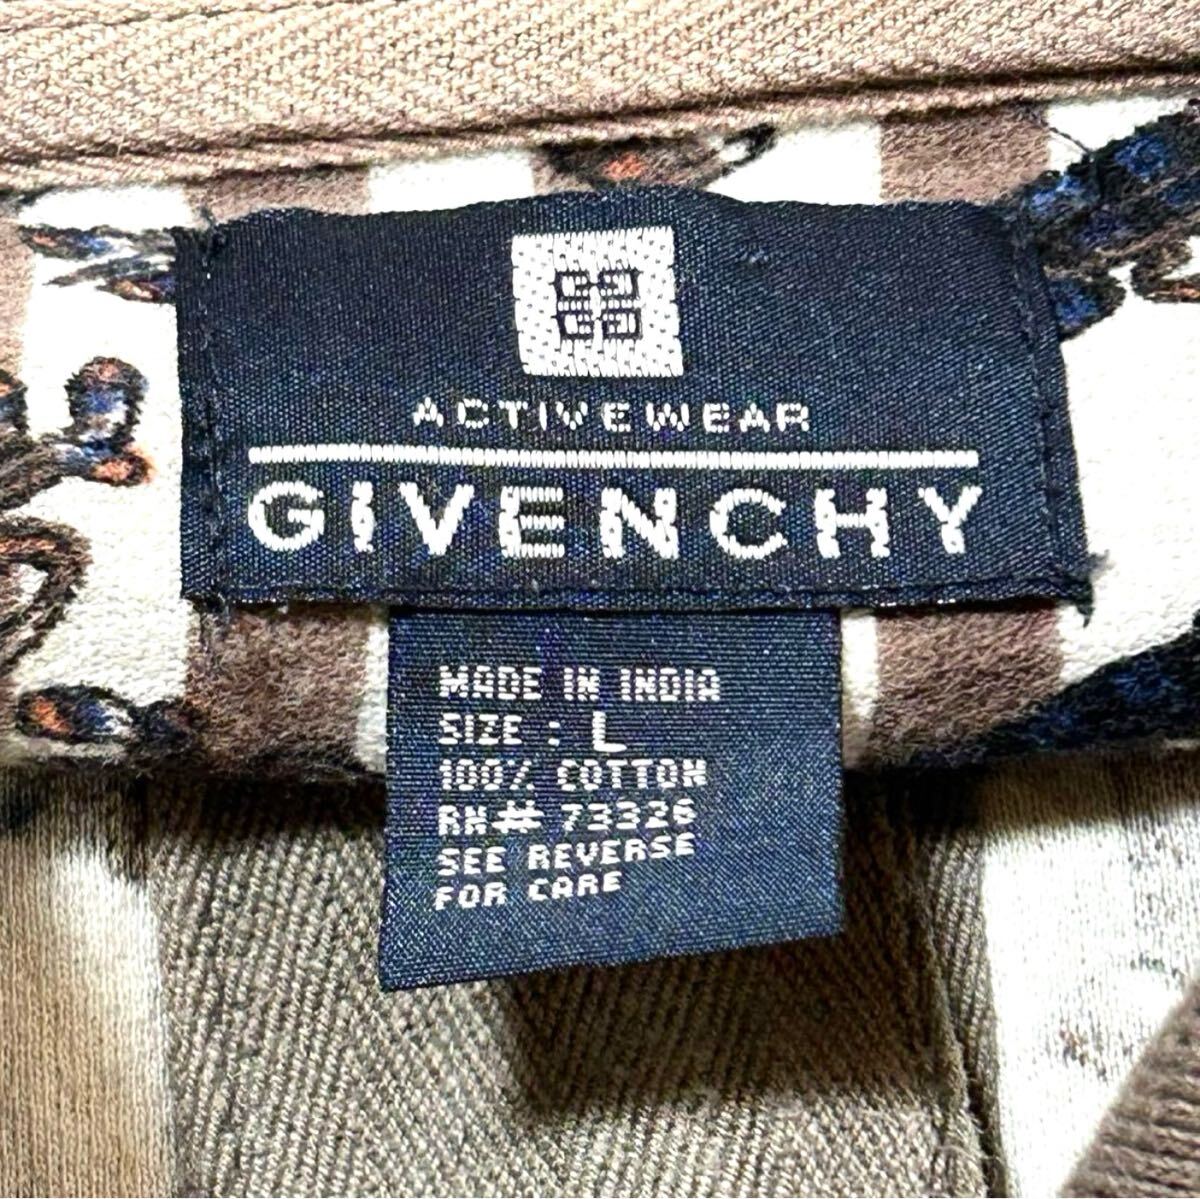 ACTIVEWEAR
GIVENCHY
MADE IN INDIA
SIZE : L
100% COTTON
RN# 73326
SEE REVERSE
FOR CARE